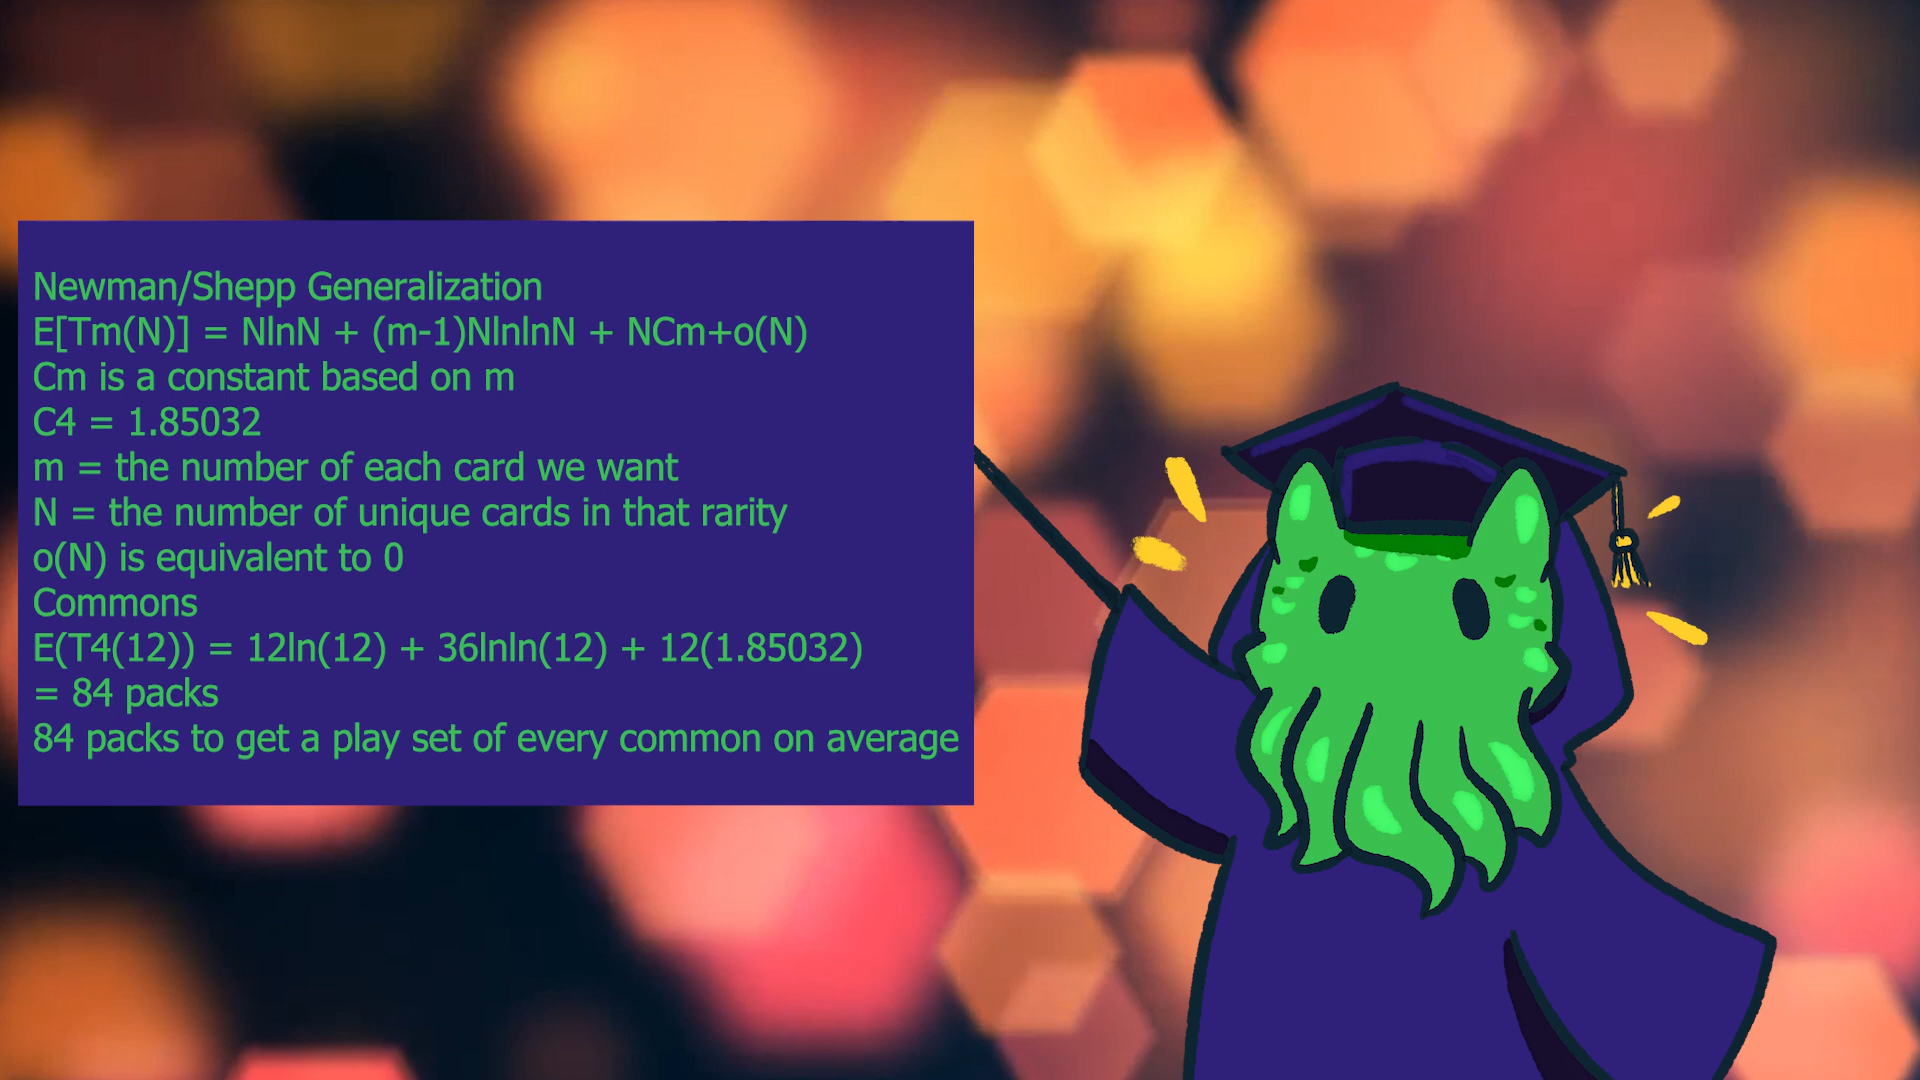 Newman/Shepp Generalization
E[Tm(N)] = NlnN + (m-1)NlnlnN + NCm+o(N)
Cm is a constant based on m
C4 = 1.85032
m = the number of each card we want
N = the number of unique cards in that rarity
o(N) is equivalent to 0
Commons
E(T4(12)) = 12ln(12) + 36lnln(12) + 12(1.85032)
= 84 packs
84 packs to get a play set of every common on average